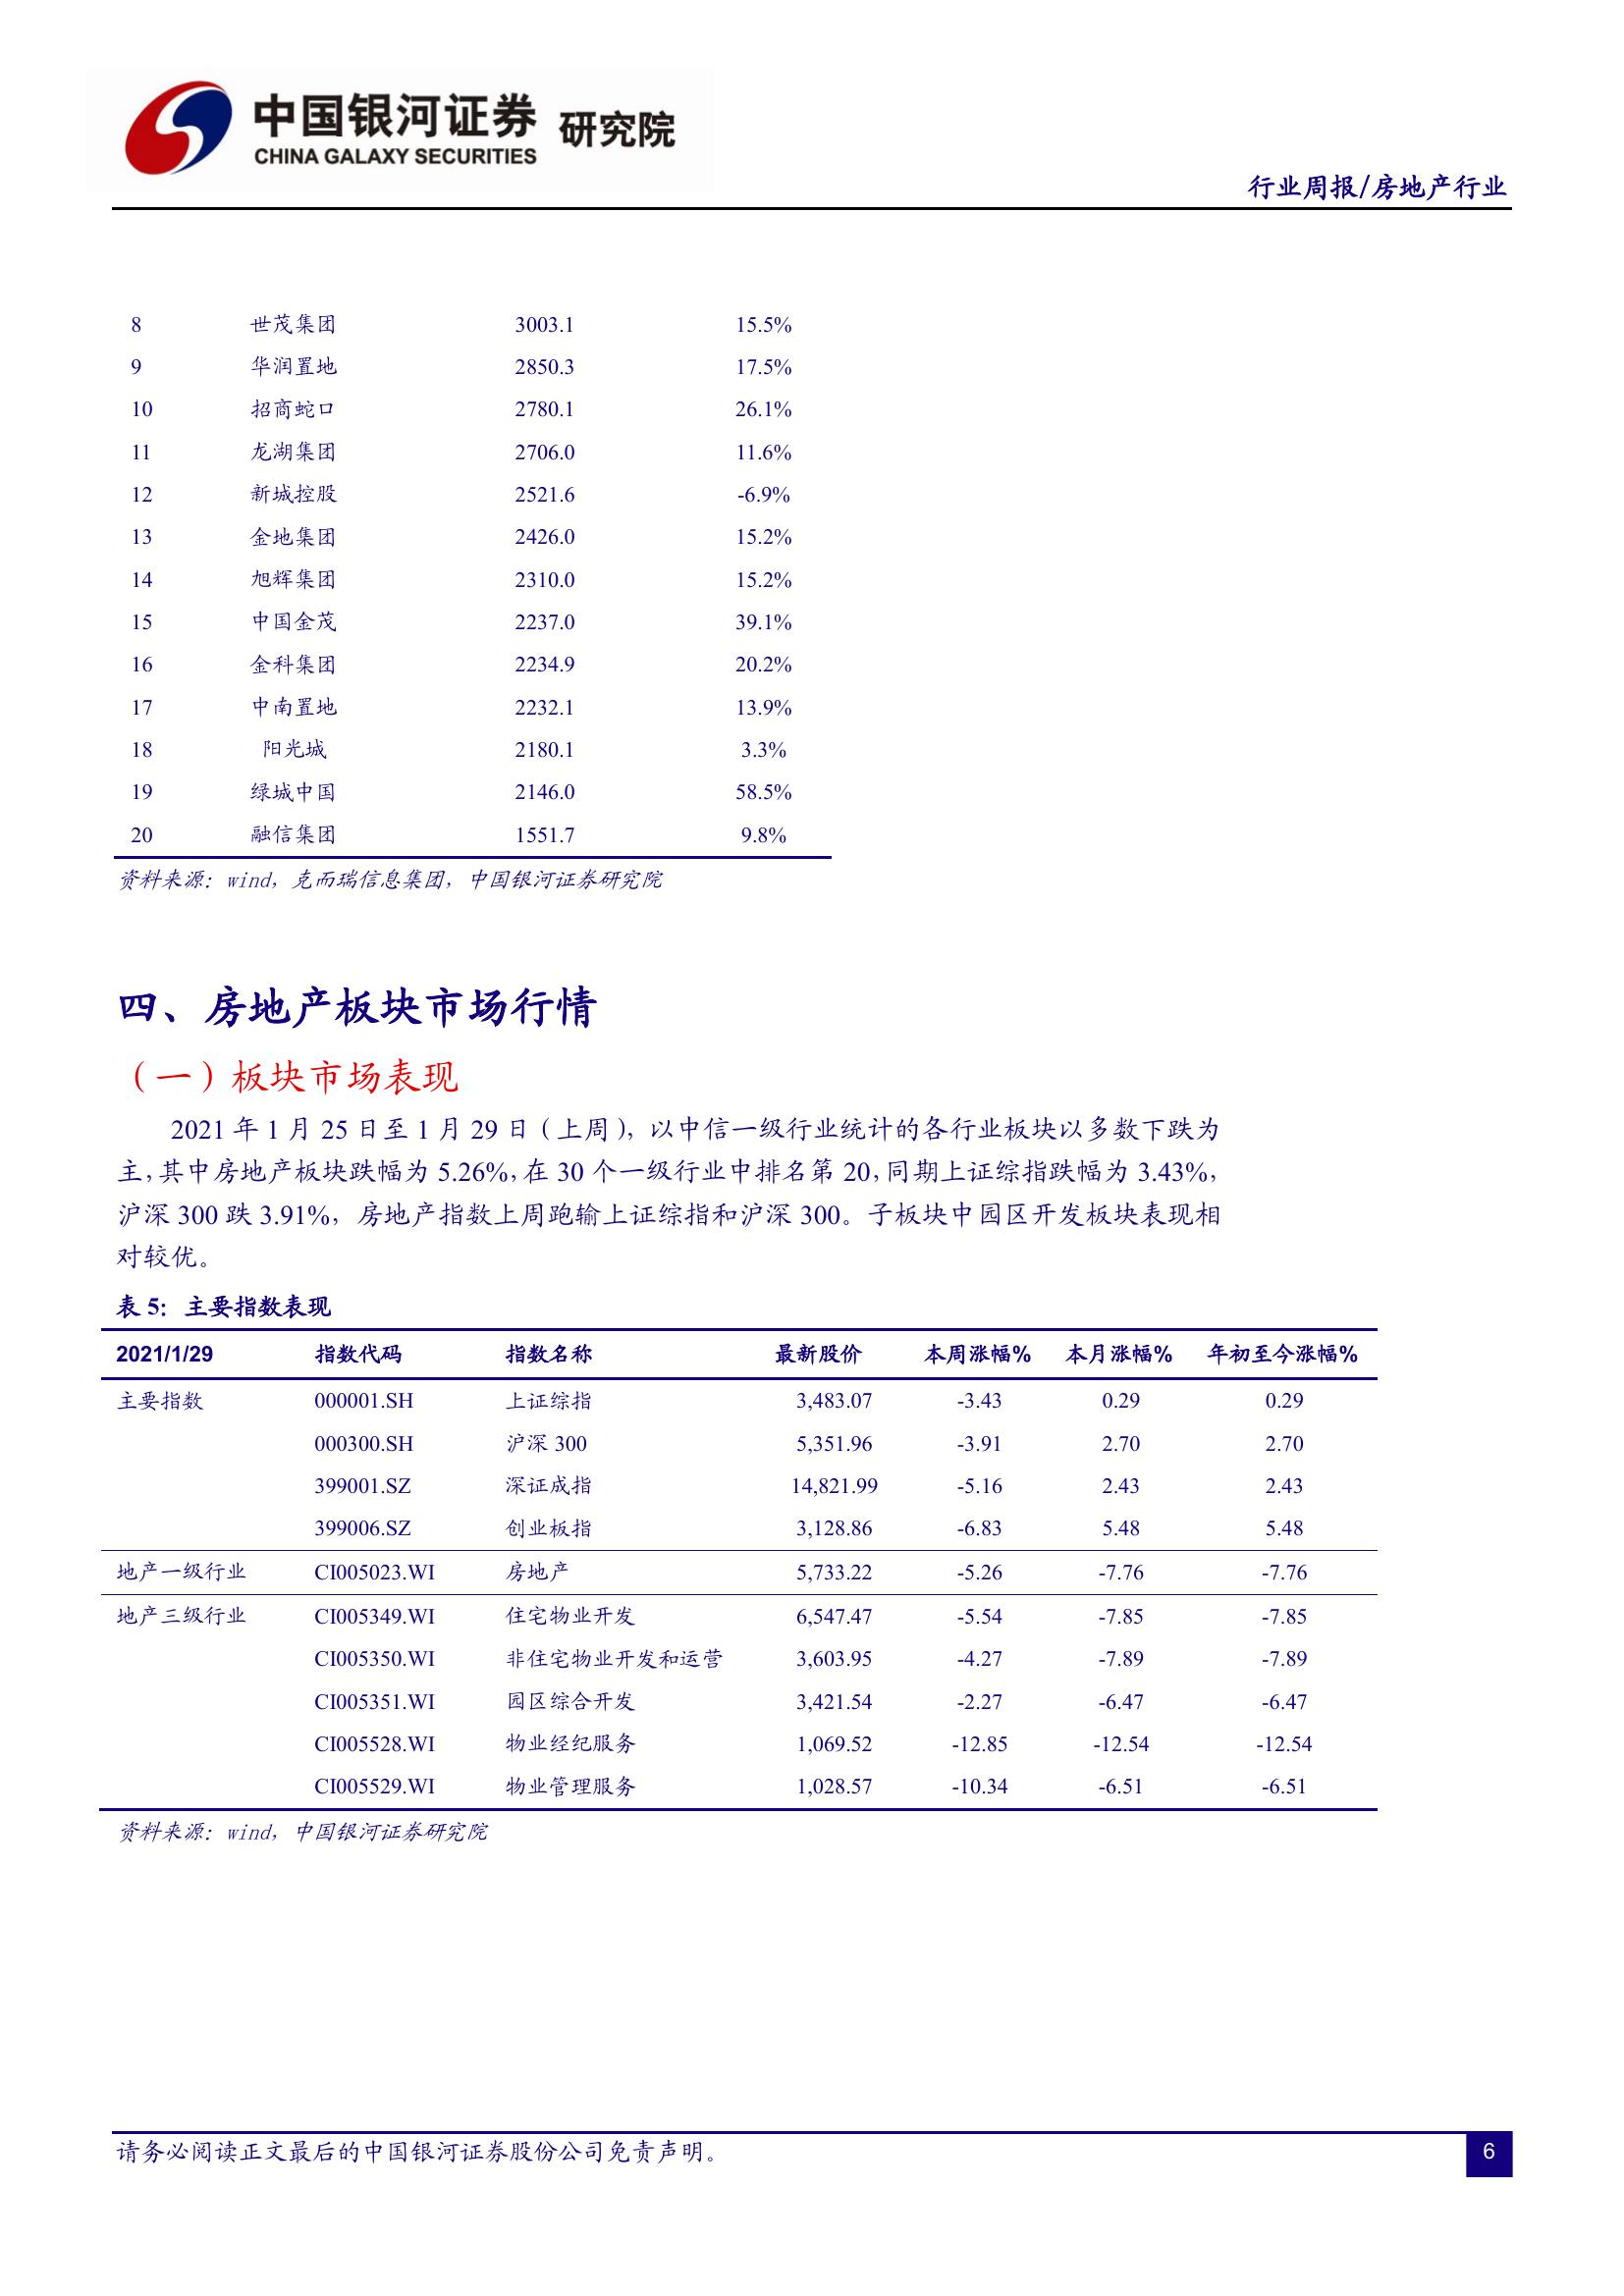 中国银河证券 研究院
CHINA GALAXY SECURITIES
行业周报/房地产行业
8 世茂集团 3003.1 15.5%
9 华润置地 2850.3 17.5%
10 招商蛇口 2780.1 26.1%
11 龙湖集团 2706.0 11.6%
12 新城控股 2521.6 -6.9%
13 金地集团 2426.0 15.2%
14 旭辉集团 2310.0 15.2%
15 中国金茂 2237.0 39.1%
16 金科集团 2234.9 20.2%
17 中南置地 2232.1 13.9%
18 阳光城 2180.1 3.3%
19 绿城中国 2146.0 58.5%
20 融信集团 1551.7 9.8%
资料来源：wind，克而瑞信息集团，中国银河证券研究院
四、房地产板块市场行情
（一）板块市场表现
2021 年 1 月 25 日至 1 月 29 日（上周），以中信一级行业统计的各行业板块以多数下跌为
主，其中房地产板块跌幅为 5.26%，在 30 个一级行业中排名第 20，同期上证综指跌幅为 3.43%，
沪深 300 跌 3.91%，房地产指数上周跑输上证综指和沪深 300。子板块中园区开发板块表现相
对较优。
表 5：主要指数表现
2021/1/29 指数代码 指数名称 最新股价 本周涨幅% 本月涨幅% 年初至今涨幅%
主要指数 000001.SH 上证综指 3,483.07 -3.43 0.29 0.29
000300.SH 沪深 300 5,351.96 -3.91 2.70 2.70
399001.SZ 深证成指 14,821.99 -5.16 2.43 2.43
399006.SZ 创业板指 3,128.86 -6.83 5.48 5.48
地产一级行业 CI005023.WI 房地产 5,733.22 -5.26 -7.76 -7.76
地产三级行业 CI005349.WI 住宅物业开发 6,547.47 -5.54 -7.85 -7.85
CI005350.WI 非住宅物业开发和运营 3,603.95 -4.27 -7.89 -7.89
CI005351.WI 园区综合开发 3,421.54 -2.27 -6.47 -6.47
CI005528.WI 物业经纪服务 1,069.52 -12.85 -12.54 -12.54
CI005529.WI 物业管理服务 1,028.57 -10.34 -6.51 -6.51
资料来源：wind，中国银河证券研究院
请务必阅读正文最后的中国银河证券股份公司免责声明。
6